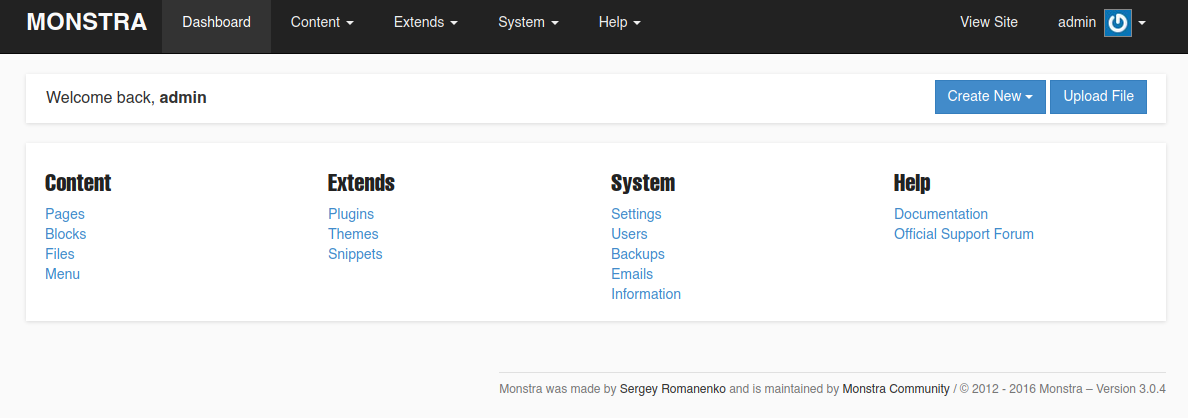 MONSTRA Dashboard Content Extends System Help View Site admin
Welcome back, admin Create New Upload File
Content Extends System Help
Pages Plugins Settings Documentation
Blocks Themes Users Official Support Forum
Files Snippets Backups
Menu Emails
Information
Monstra was made by Sergey Romanenko and is maintained by Monstra Community / © 2012 - 2016 Monstra – Version 3.0.4